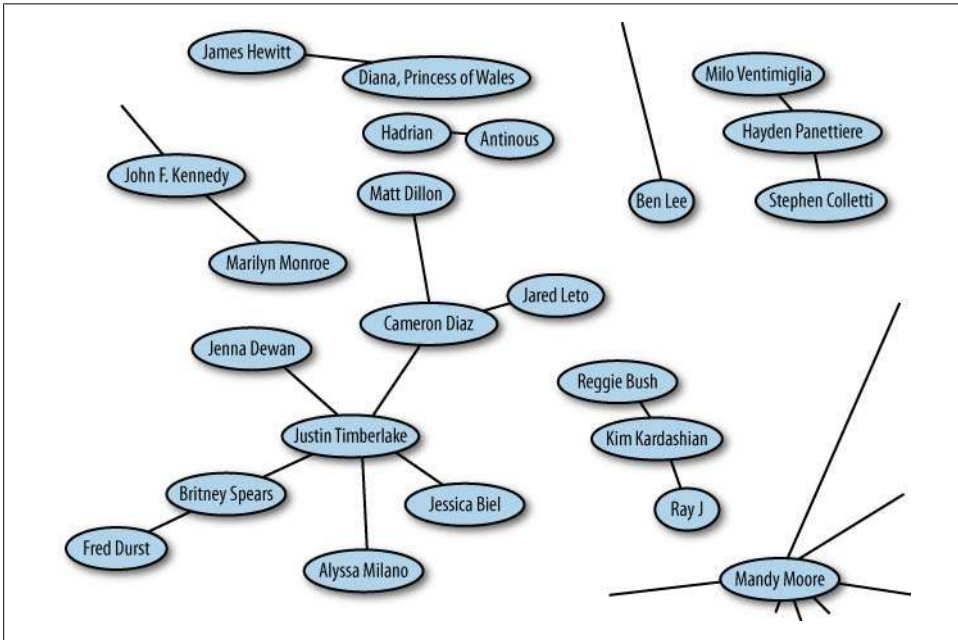 James Hewitt
Diana, Princess of Wales
Milo Ventimiglia
Hadrian
Antinous
Hayden Panettiere
John F. Kennedy
Matt Dillon
Ben Lee
Stephen Colletti
Marilyn Monroe
Jared Leto
Cameron Diaz
Jenna Dewan
Reggie Bush
Justin Timberlake
Kim Kardashian
Britney Spears
Jessica Biel
Ray J
Fred Durst
Alyssa Milano
Mandy Moore